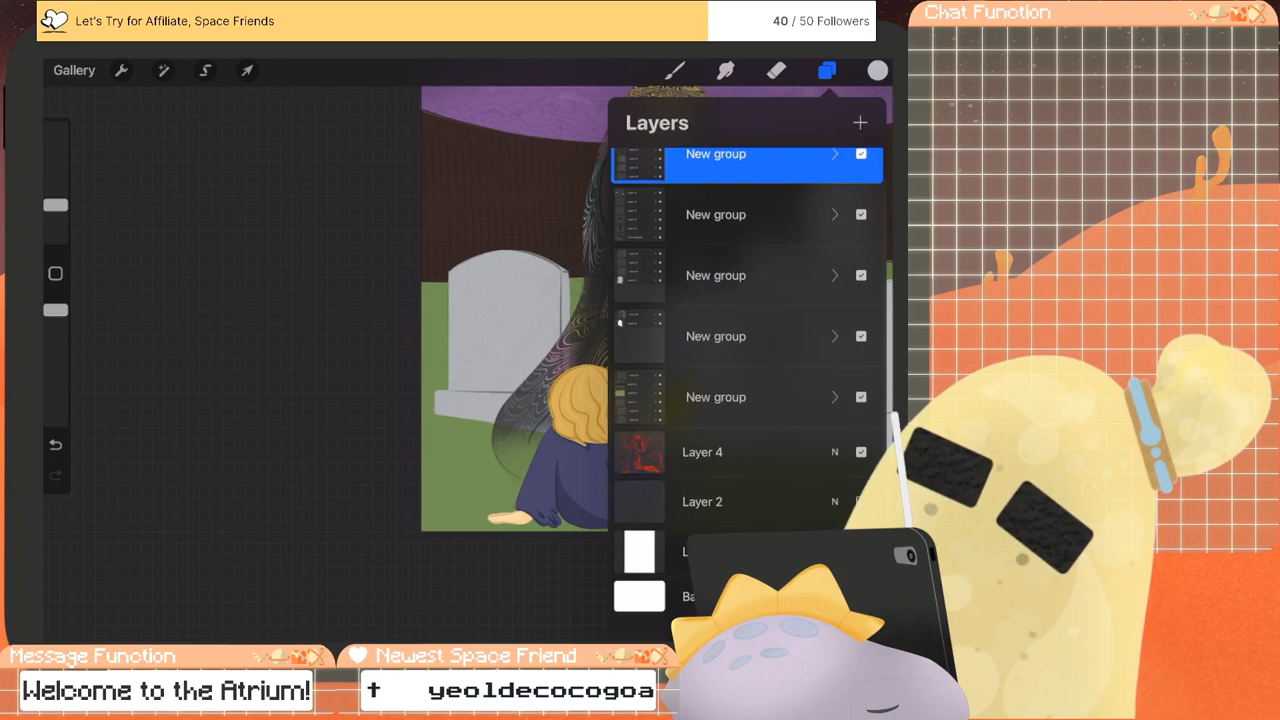 Let's Try for Affiliate, Space Friends
40 / 50 Followers
Chat Function
Gallery
Layers
New group
New group
New group
New group
New group
Layer 4 N
Layer 2 N
Message Function
Newest Space Friend
Welcome to the Atrium!
yeoldecocogoa